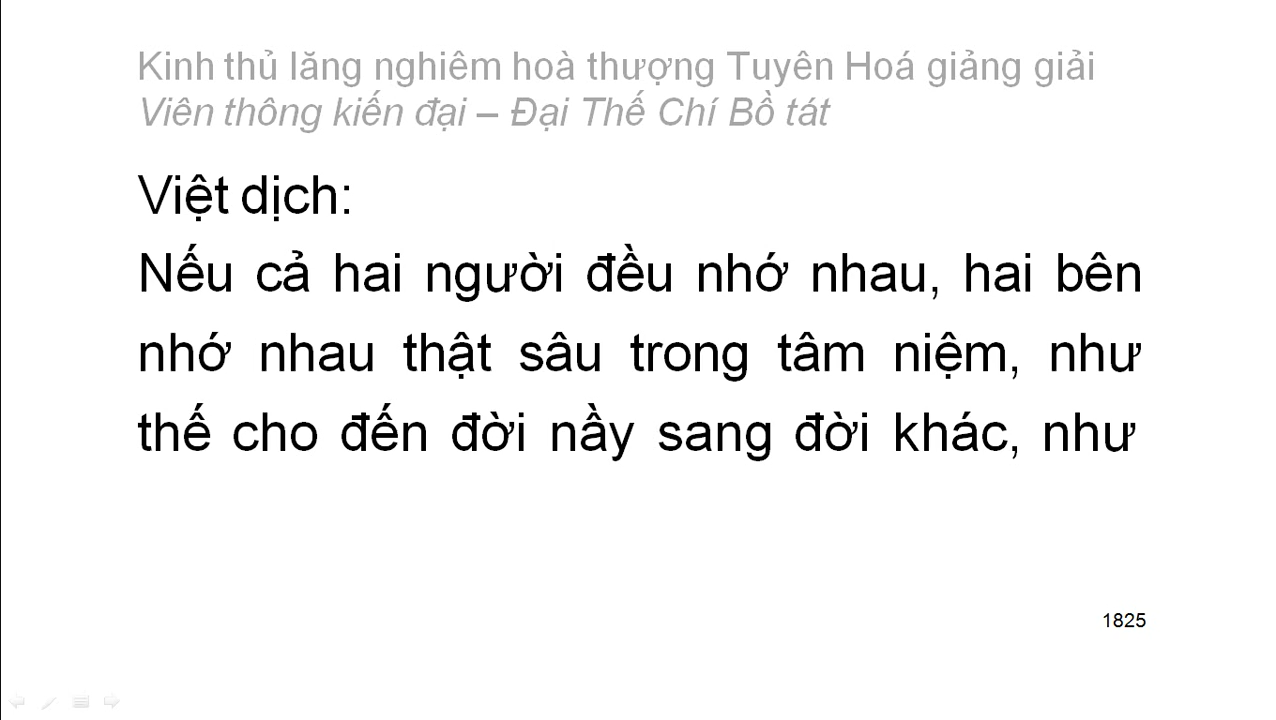 Kinh thủ lăng nghiêm hoà thượng Tuyên Hoá giảng giải
Viên thông kiến đại – Đại Thế Chí Bồ tát
Việt dịch:
Nếu cả hai người đều nhớ nhau, hai bên
nhớ nhau thật sâu trong tâm niệm, như
thế cho đến đời nầy sang đời khác, như
1825